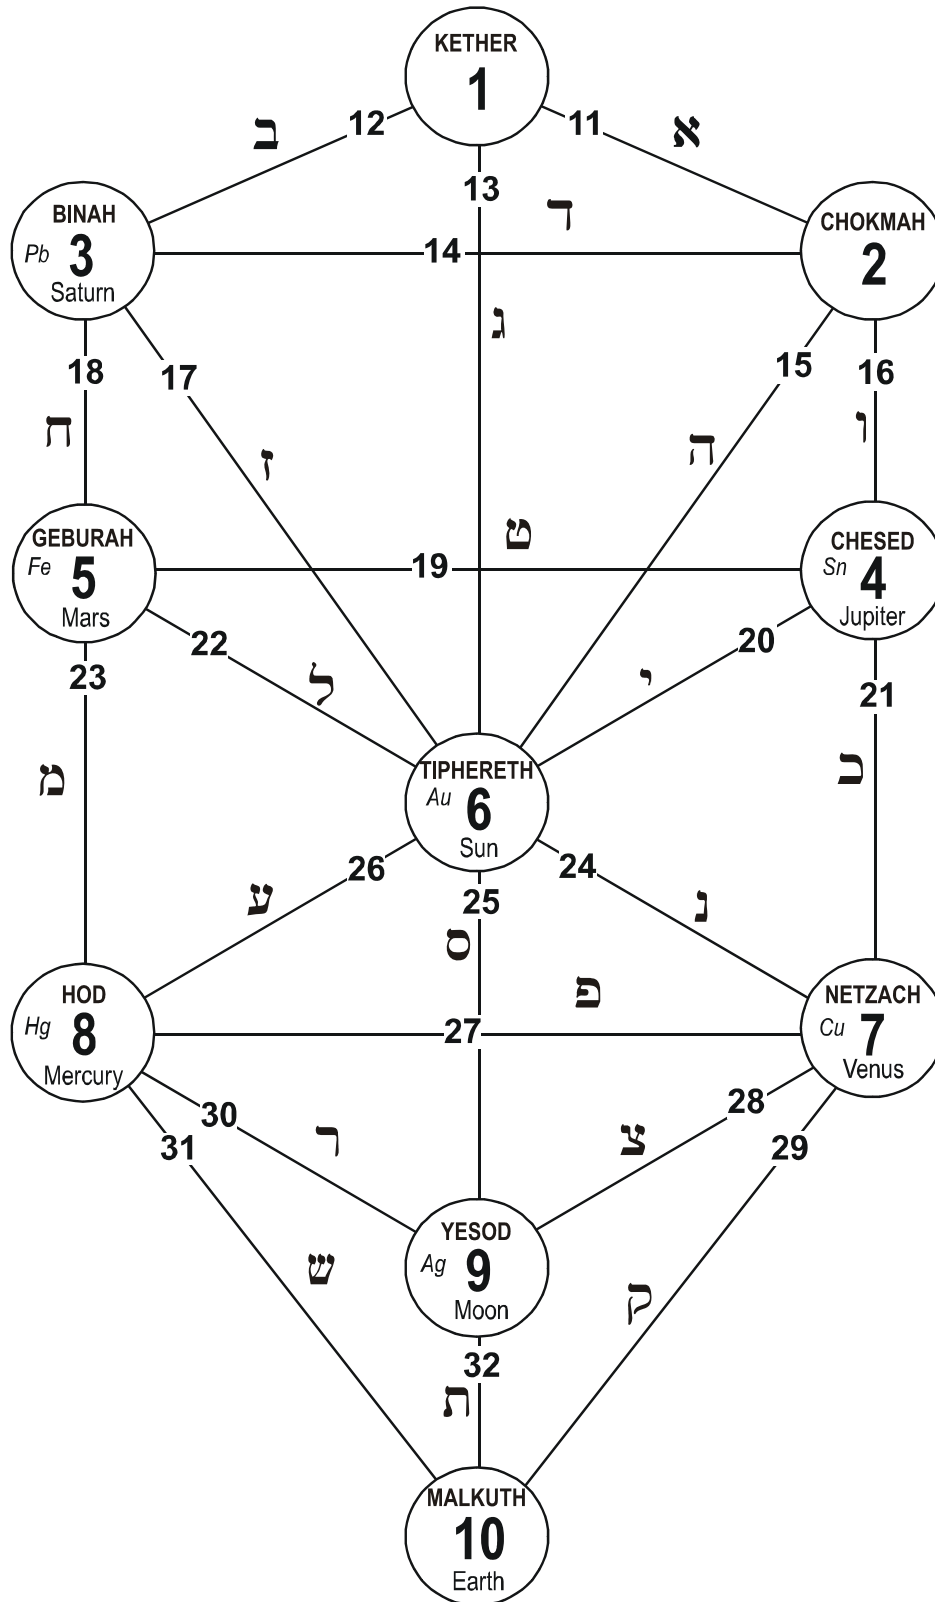 KETHER
1
12
11
ב
א
13
ד
BINAH
Pb 3
Saturn
14
CHOKMAH
2
ג
18
17
15
16
ח
ז
ה
ו
ט
GEBURAH
Fe 5
Mars
19
CHESED
Sn 4
Jupiter
22
20
23
ל
י
21
מ
כ
TIPHERETH
Au 6
Sun
26
24
25
ע
נ
ס
פ
HOD
Hg 8
Mercury
27
NETZACH
Cu 7
Venus
30
28
31
ר
צ
29
YESOD
Ag 9
Moon
ש
ק
32
ת
MALKUTH
10
Earth